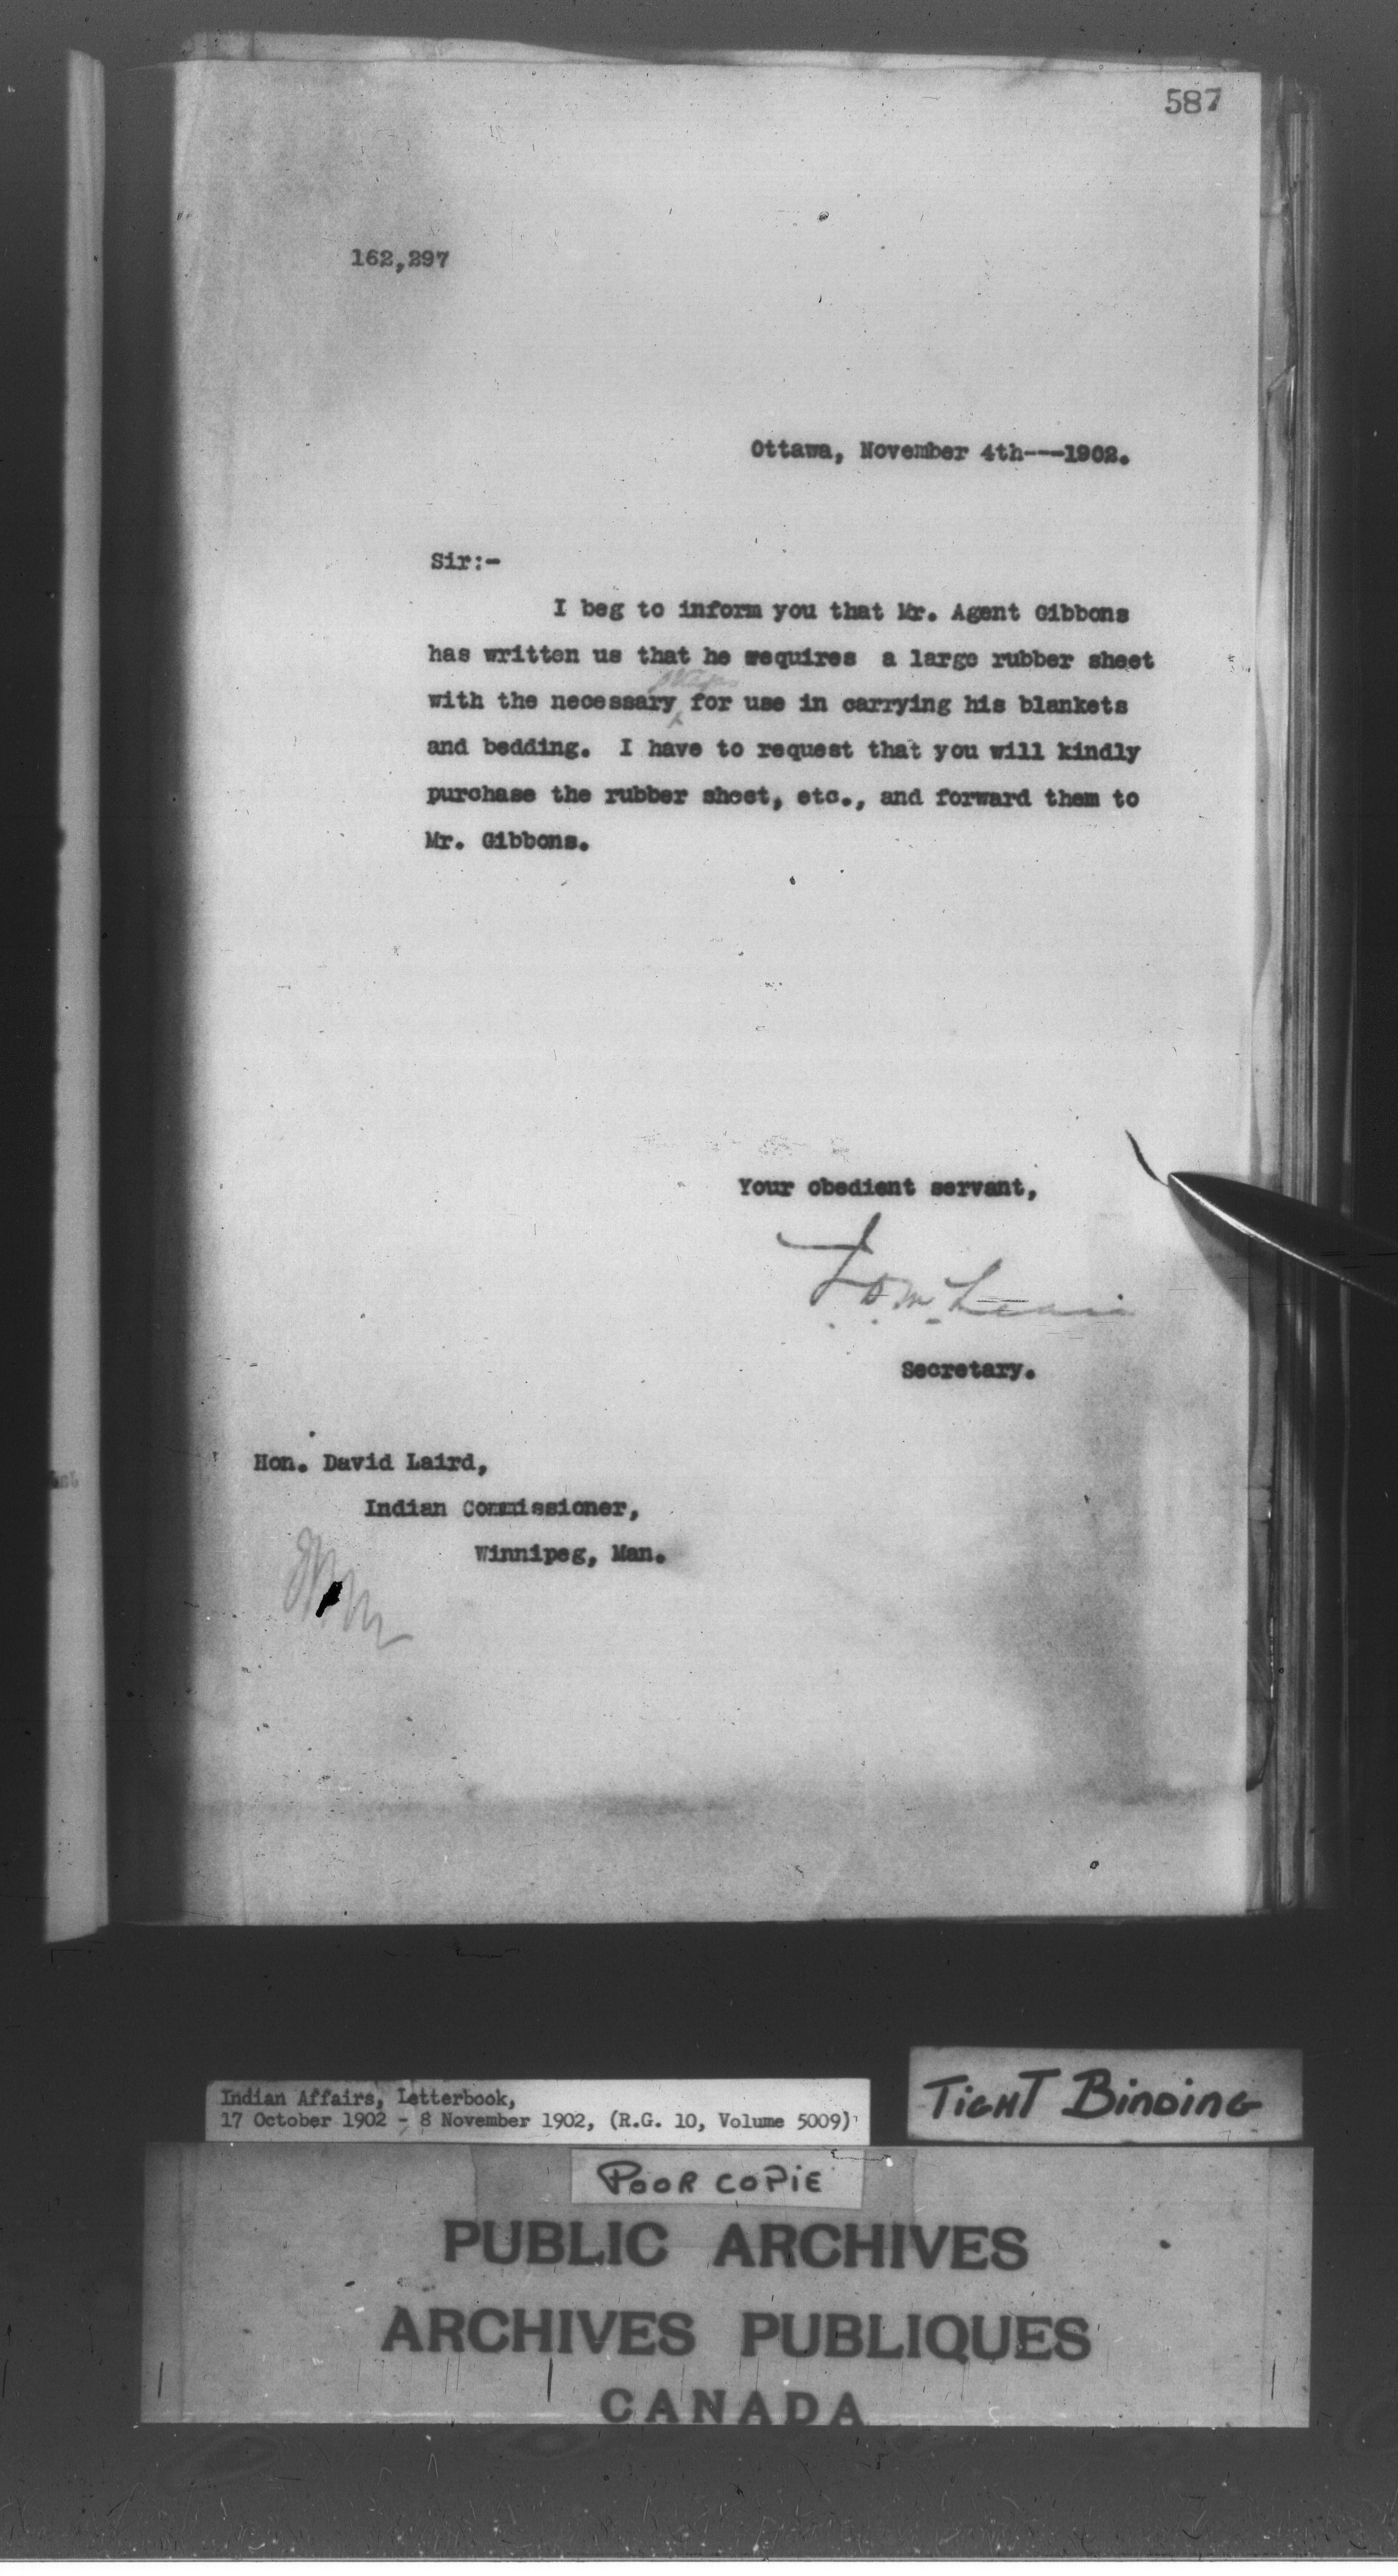 587
162,297
Ottawa, November 4th---1902.
Sir:-
I beg to inform you that Mr. Agent Gibbons
has written us that he requires a large rubber sheet
straps
with the necessary for use in carrying his blankets
and bedding. I have to request that you will kindly
purchase the rubber sheet, etc., and forward them to
Mr. Gibbons.
Your obedient servant,
J. D. McLean
Secretary.
Hon. David Laird,
Indian Commissioner,
Winnipeg, Man.
Indian Affairs, Letterbook,
17 October 1902 - 8 November 1902, (R.G. 10, Volume 5009)
TIGHT BINDING
POOR COPIE
PUBLIC ARCHIVES
ARCHIVES PUBLIQUES
CANADA